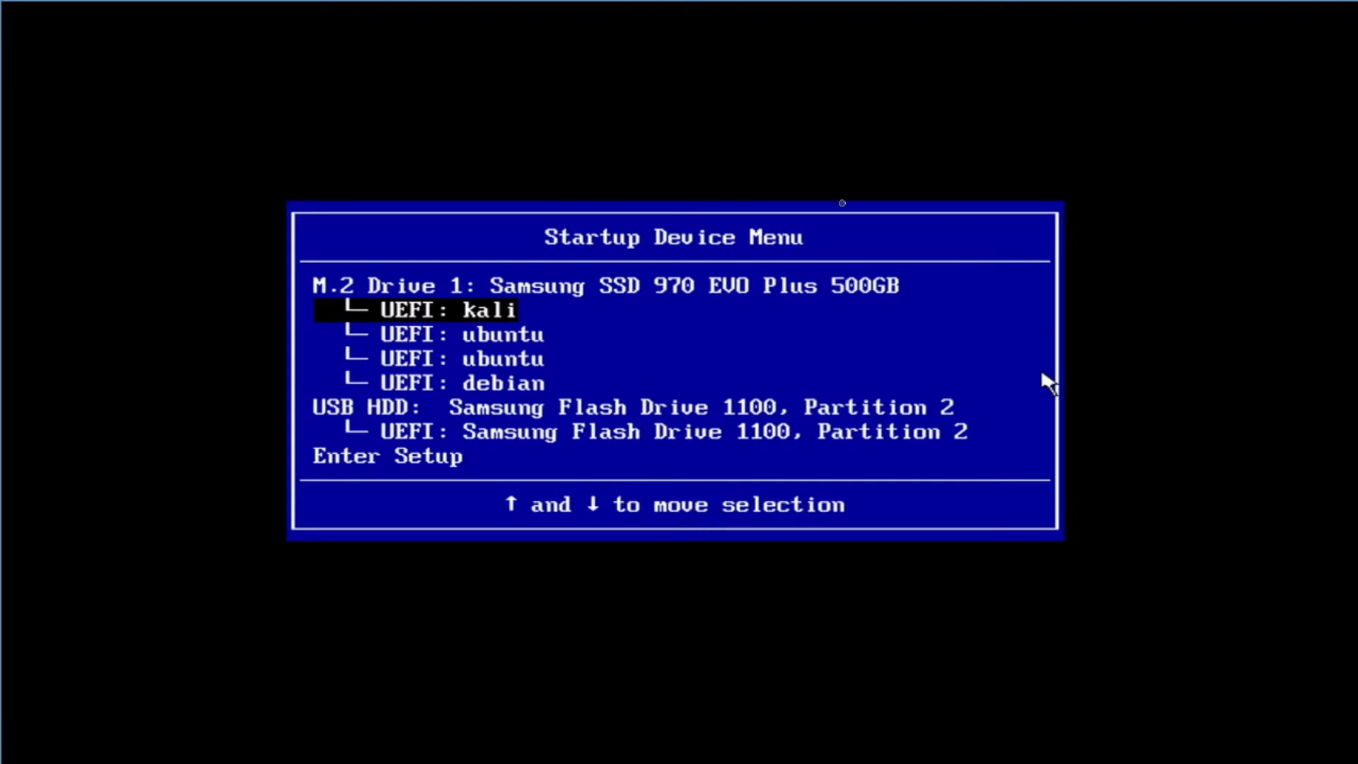 Startup Device Menu
M.2 Drive 1: Samsung SSD 970 EVO Plus 500GB
└─ UEFI: kali
└─ UEFI: ubuntu
└─ UEFI: ubuntu
└─ UEFI: debian
USB HDD:  Samsung Flash Drive 1100, Partition 2
└─ UEFI: Samsung Flash Drive 1100, Partition 2
Enter Setup
↑ and ↓ to move selection